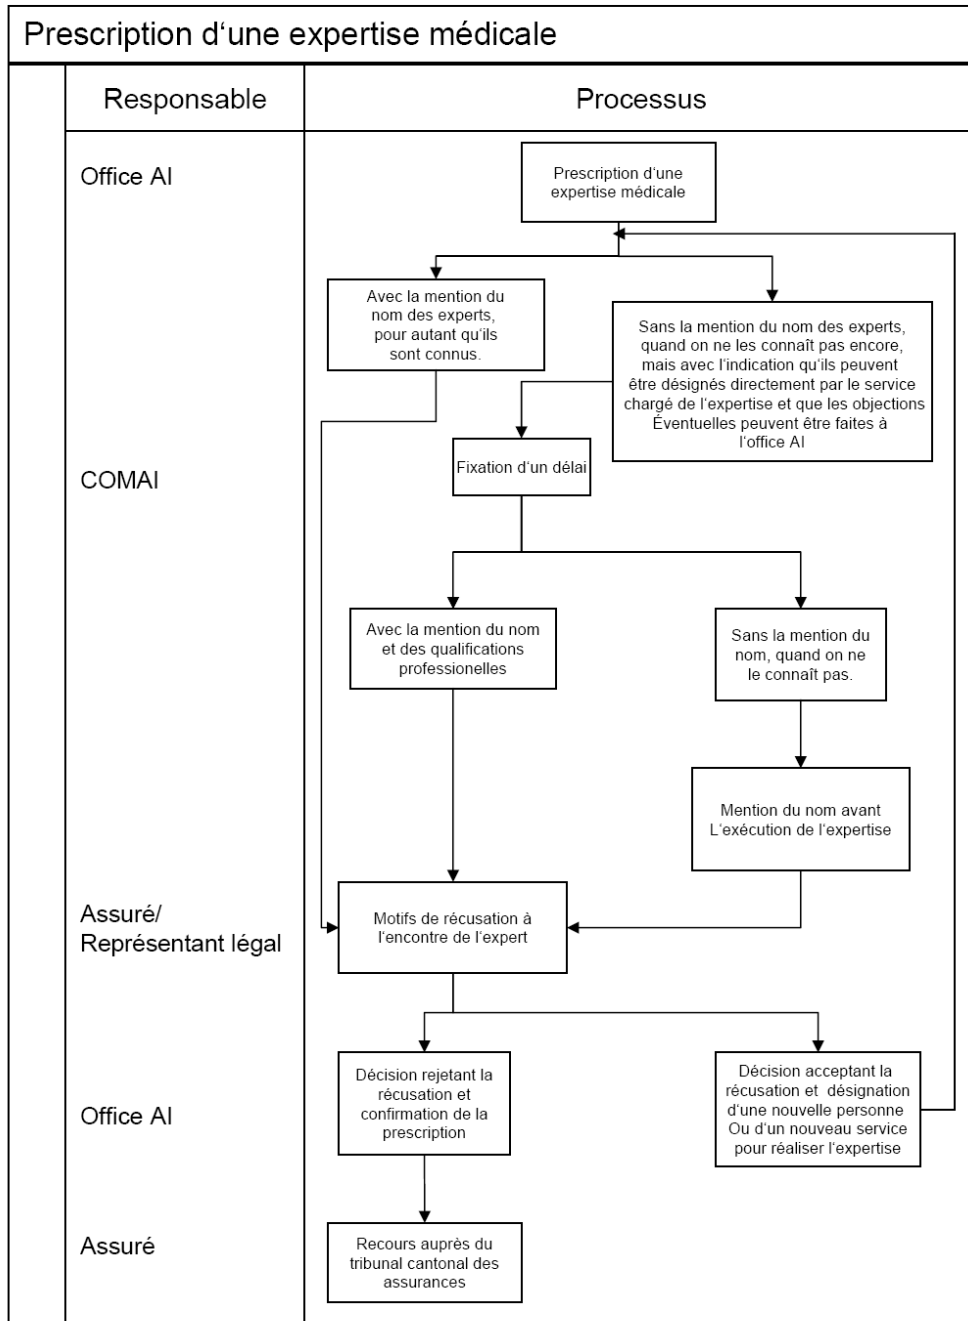 Prescription d‘une expertise médicale
Responsable
Processus
Office AI
Prescription d‘une
expertise médicale
Avec la mention du
nom des experts,
pour autant qu‘ils
sont connus.
Sans la mention du nom des experts,
quand on ne les connaît pas encore,
mais avec l‘indication qu‘ils peuvent
être désignés directement par le service
chargé de l‘expertise et que les objections
Éventuelles peuvent être faites à
l‘office AI
COMAI
Fixation d‘un délai
Avec la mention du nom
et des qualifications
professionelles
Sans la mention du
nom, quand on ne
le connaît pas.
Mention du nom avant
L‘exécution de l‘expertise
Assuré/
Représentant légal
Motifs de récusation à
l‘encontre de l‘expert
Office AI
Décision rejetant la
récusation et
confirmation de la
prescription
Décision acceptant la
récusation et désignation
d‘une nouvelle personne
Ou d‘un nouveau service
pour réaliser l‘expertise
Assuré
Recours auprès du
tribunal cantonal des
assurances